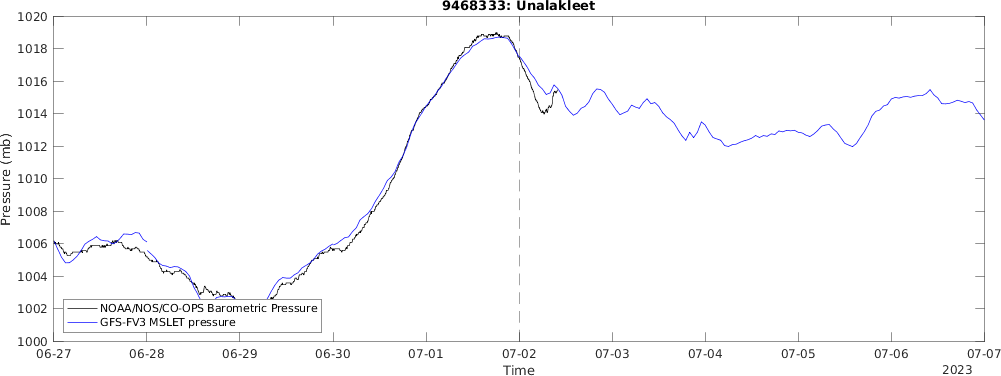 9468333: Unalakleet
1020
1018
1016
1014
1012
1010
1008
1006
1004
1002
1000
Pressure (mb)
NOAA/NOS/CO-OPS Barometric Pressure
GFS-FV3 MSLET pressure
06-27 06-28 06-29 06-30 07-01 07-02 07-03 07-04 07-05 07-06 07-07
Time
2023